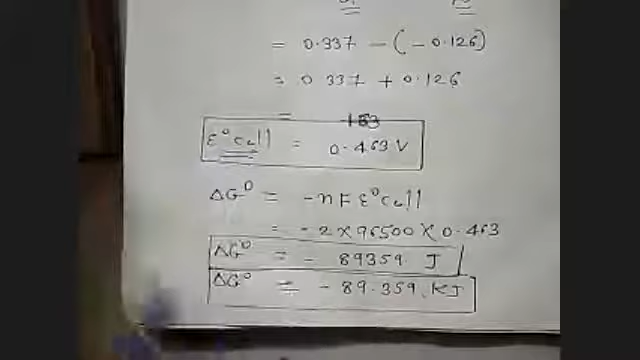 = 0.337 - (-0.126)
= 0.337 + 0.126
=
E°cell = 0.463 V
ΔG° = -nFE°cell
= -2 × 96500 × 0.463
ΔG° = - 89359 J
ΔG° = - 89.359 KJ